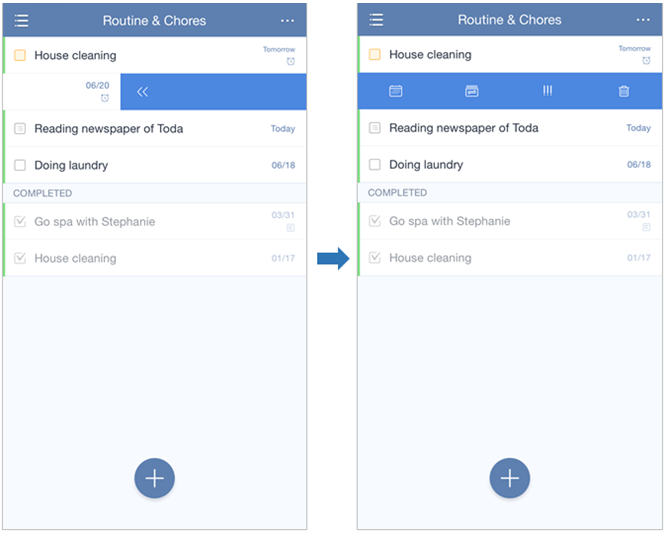 Routine & Chores
House cleaning
Tomorrow
06/20
Reading newspaper of Toda
Today
Doing laundry
06/18
COMPLETED
Go spa with Stephanie
03/31
House cleaning
01/17
Routine & Chores
House cleaning
Tomorrow
Reading newspaper of Toda
Today
Doing laundry
06/18
COMPLETED
Go spa with Stephanie
03/31
House cleaning
01/17